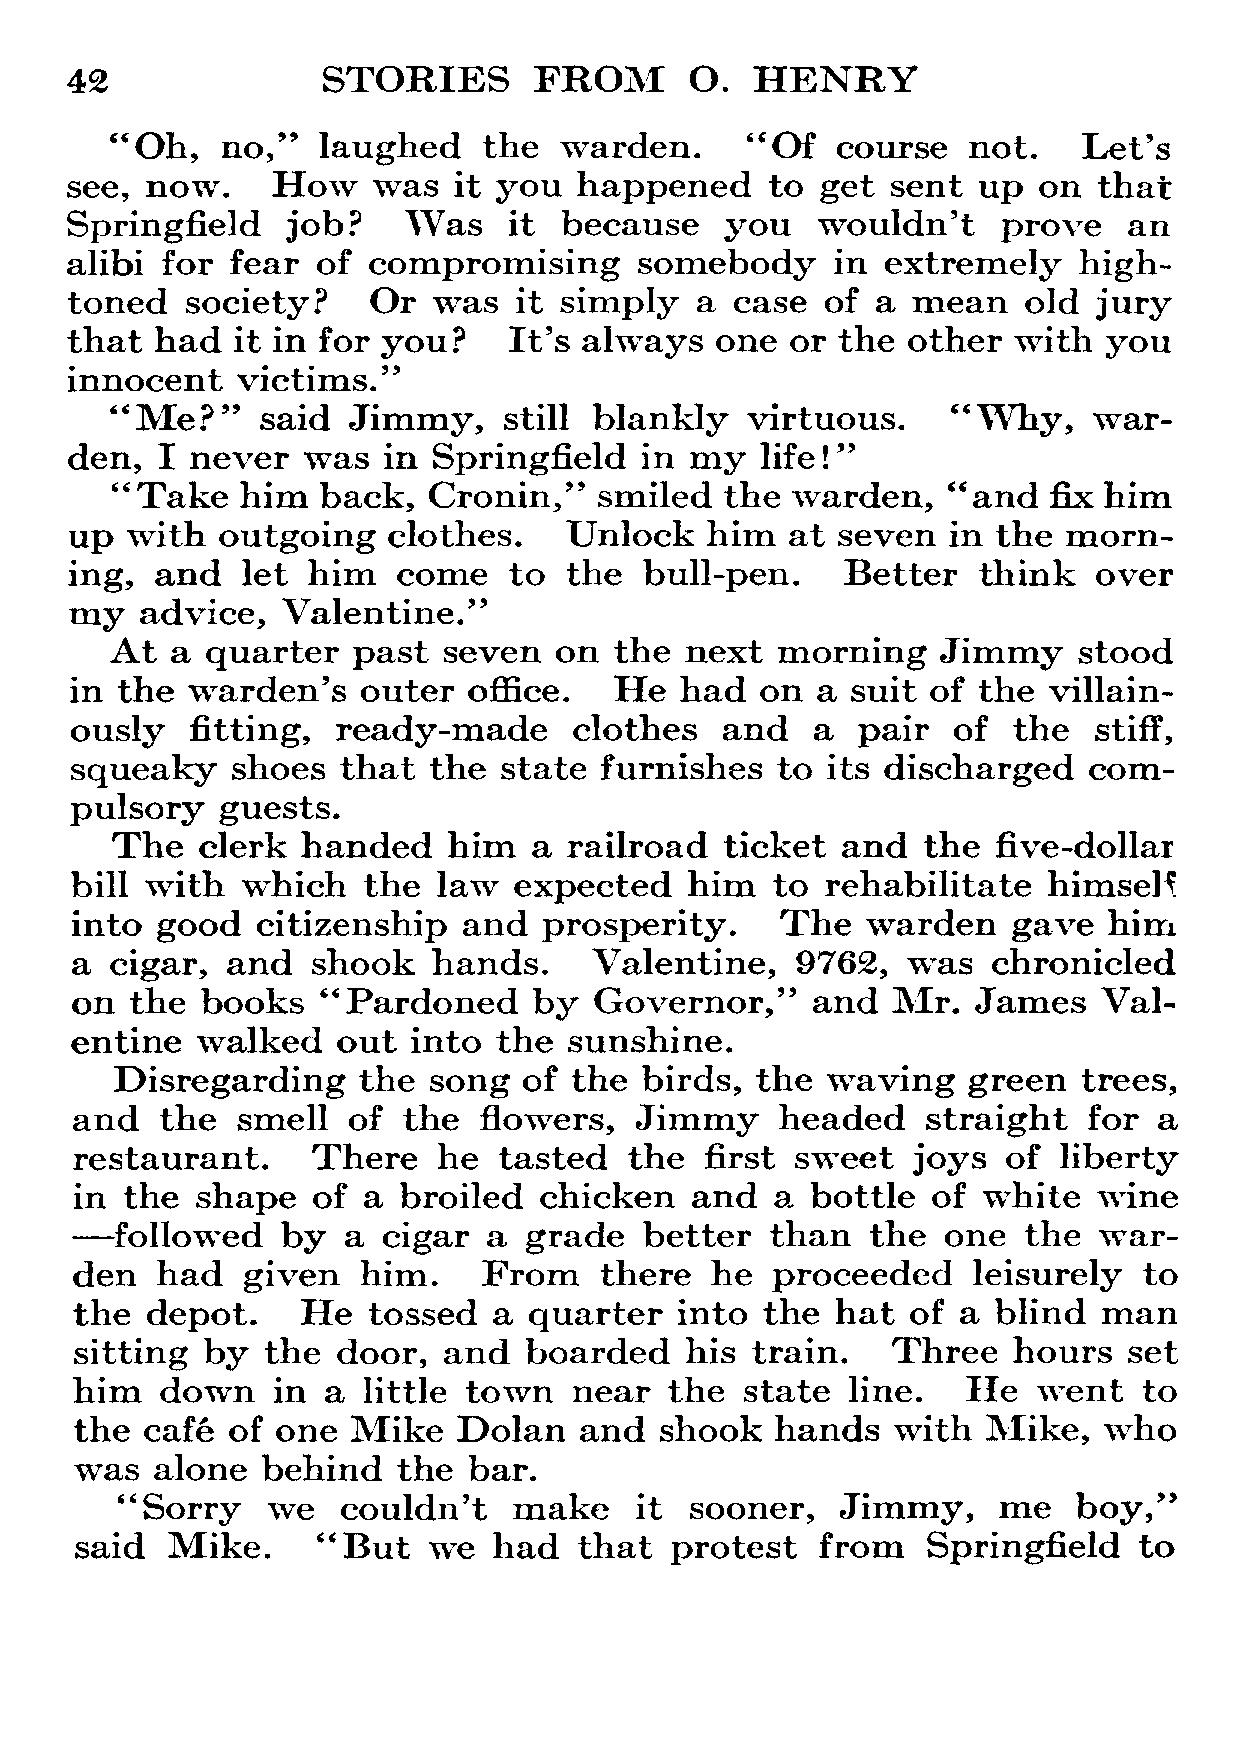 42 STORIES FROM O. HENRY
“Oh, no,” laughed the warden. “Of course not. Let’s
see, now. How was it you happened to get sent up on that
Springfield job? Was it because you wouldn’t prove an
alibi for fear of compromising somebody in extremely high-
toned society? Or was it simply a case of a mean old jury
that had it in for you? It’s always one or the other with you
innocent victims.”
“Me?” said Jimmy, still blankly virtuous. “Why, war-
den, I never was in Springfield in my life!”
“Take him back, Cronin,” smiled the warden, “and fix him
up with outgoing clothes. Unlock him at seven in the morn-
ing, and let him come to the bull-pen. Better think over
my advice, Valentine.”
At a quarter past seven on the next morning Jimmy stood
in the warden’s outer office. He had on a suit of the villain-
ously fitting, ready-made clothes and a pair of the stiff,
squeaky shoes that the state furnishes to its discharged com-
pulsory guests.
The clerk handed him a railroad ticket and the five-dollar
bill with which the law expected him to rehabilitate himself
into good citizenship and prosperity. The warden gave him
a cigar, and shook hands. Valentine, 9762, was chronicled
on the books “Pardoned by Governor,” and Mr. James Val-
entine walked out into the sunshine.
Disregarding the song of the birds, the waving green trees,
and the smell of the flowers, Jimmy headed straight for a
restaurant. There he tasted the first sweet joys of liberty
in the shape of a broiled chicken and a bottle of white wine
—followed by a cigar a grade better than the one the war-
den had given him. From there he proceeded leisurely to
the depot. He tossed a quarter into the hat of a blind man
sitting by the door, and boarded his train. Three hours set
him down in a little town near the state line. He went to
the café of one Mike Dolan and shook hands with Mike, who
was alone behind the bar.
“Sorry we couldn’t make it sooner, Jimmy, me boy,”
said Mike. “But we had that protest from Springfield to